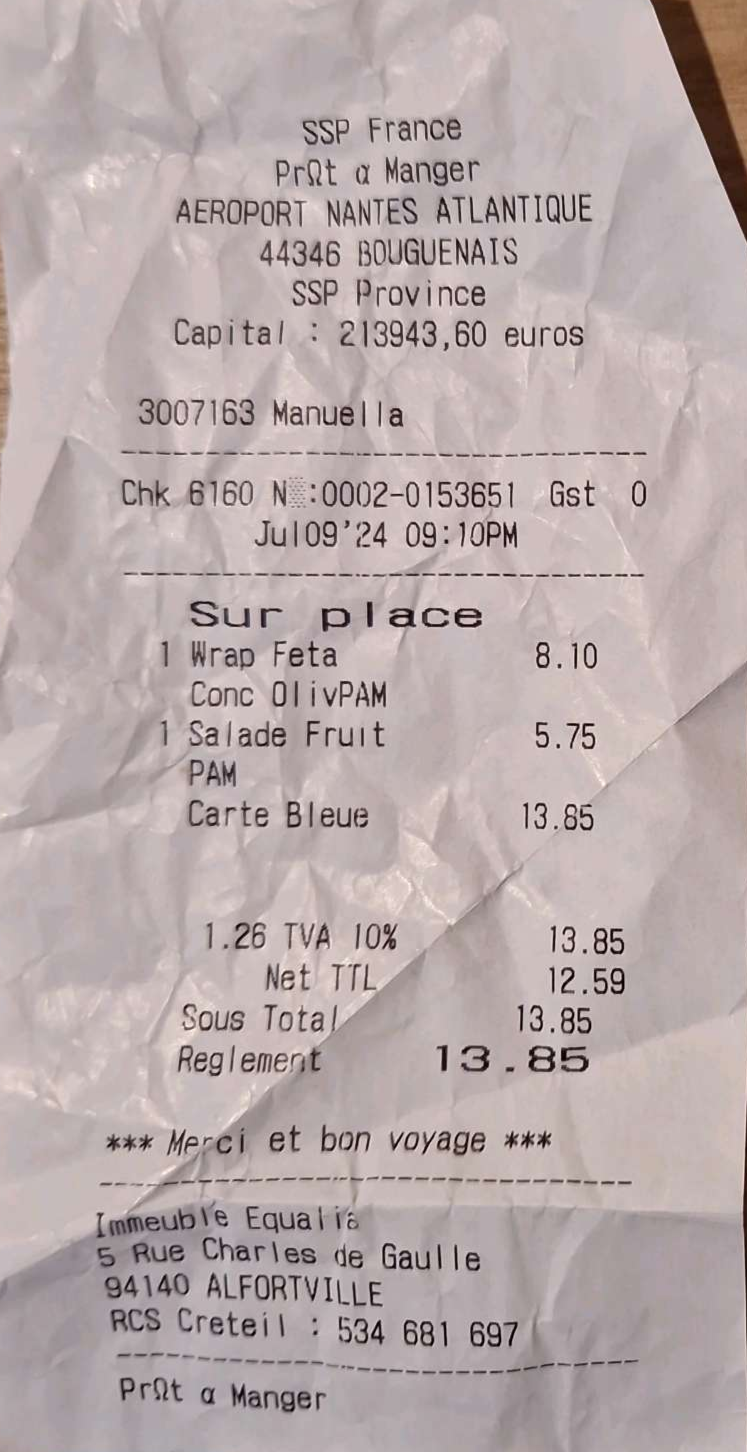 SSP France
PrΩt α Manger
AEROPORT NANTES ATLANTIQUE
44346 BOUGUENAIS
SSP Province
Capital : 213943,60 euros
3007163 Manuella
--------------------------------
Chk 6160 N▒:0002-0153651 Gst 0
Jul09'24 09:10PM
--------------------------------
Sur place
1 Wrap Feta 8.10
Conc OlivPAM
1 Salade Fruit 5.75
PAM
Carte Bleue 13.85
1.26 TVA 10% 13.85
Net TTL 12.59
Sous Total 13.85
Reglement 13.85
*** Merci et bon voyage ***
--------------------------------
Immeuble Equalia
5 Rue Charles de Gaulle
94140 ALFORTVILLE
RCS Creteil : 534 681 697
--------------------------------
PrΩt α Manger